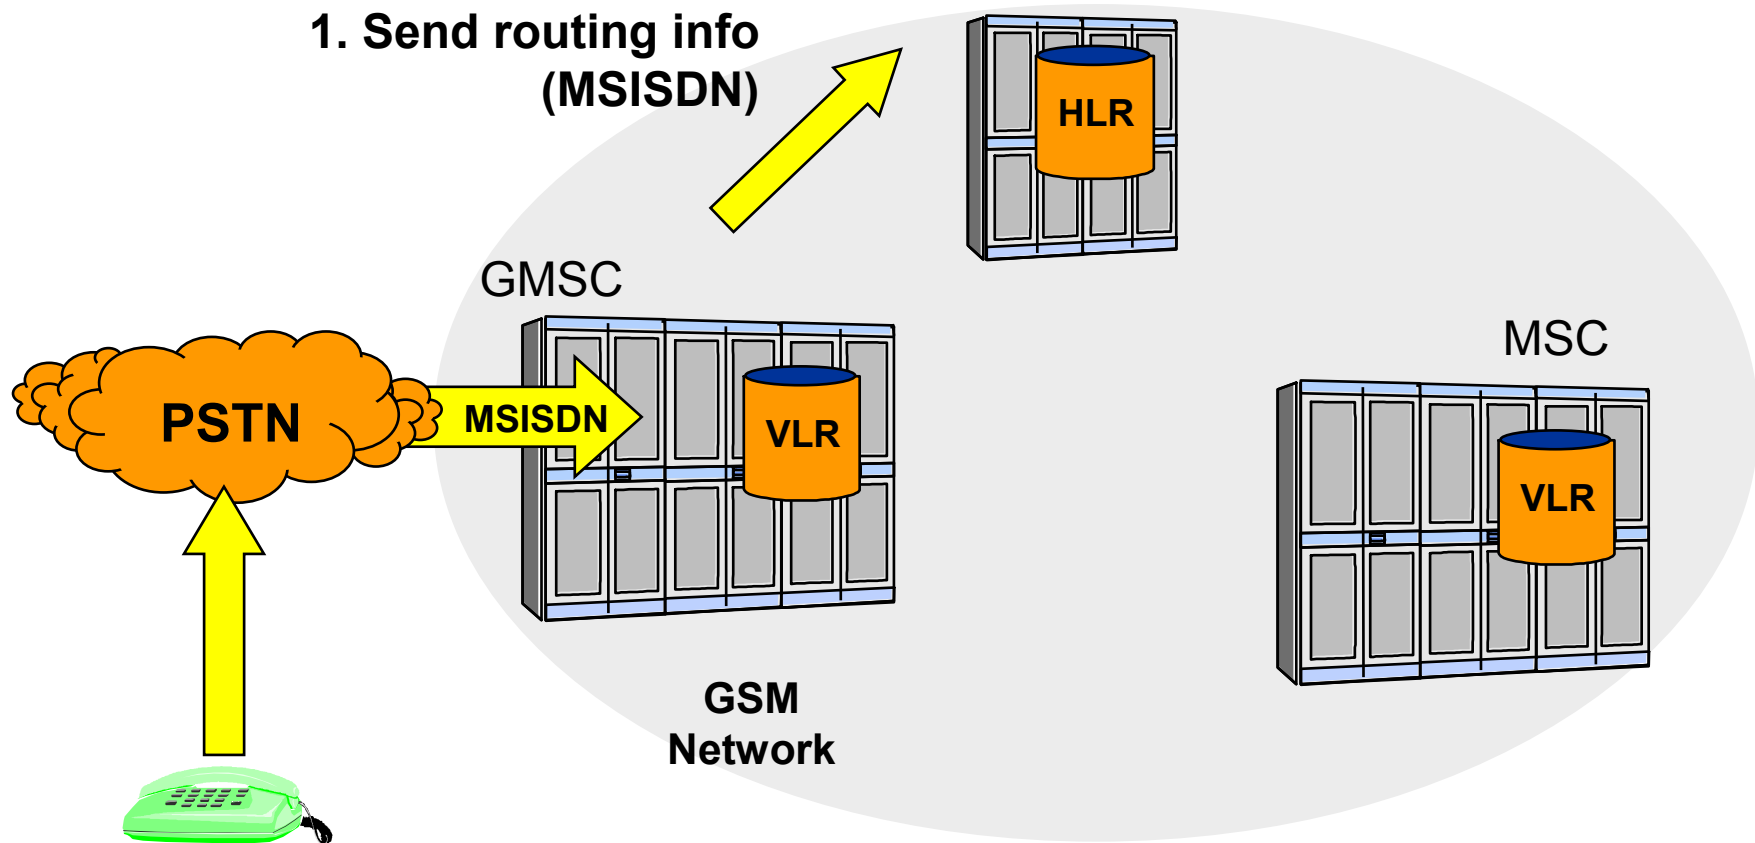 1. Send routing info
(MSISDN)
HLR
GMSC
MSC
PSTN
MSISDN
VLR
VLR
GSM
Network